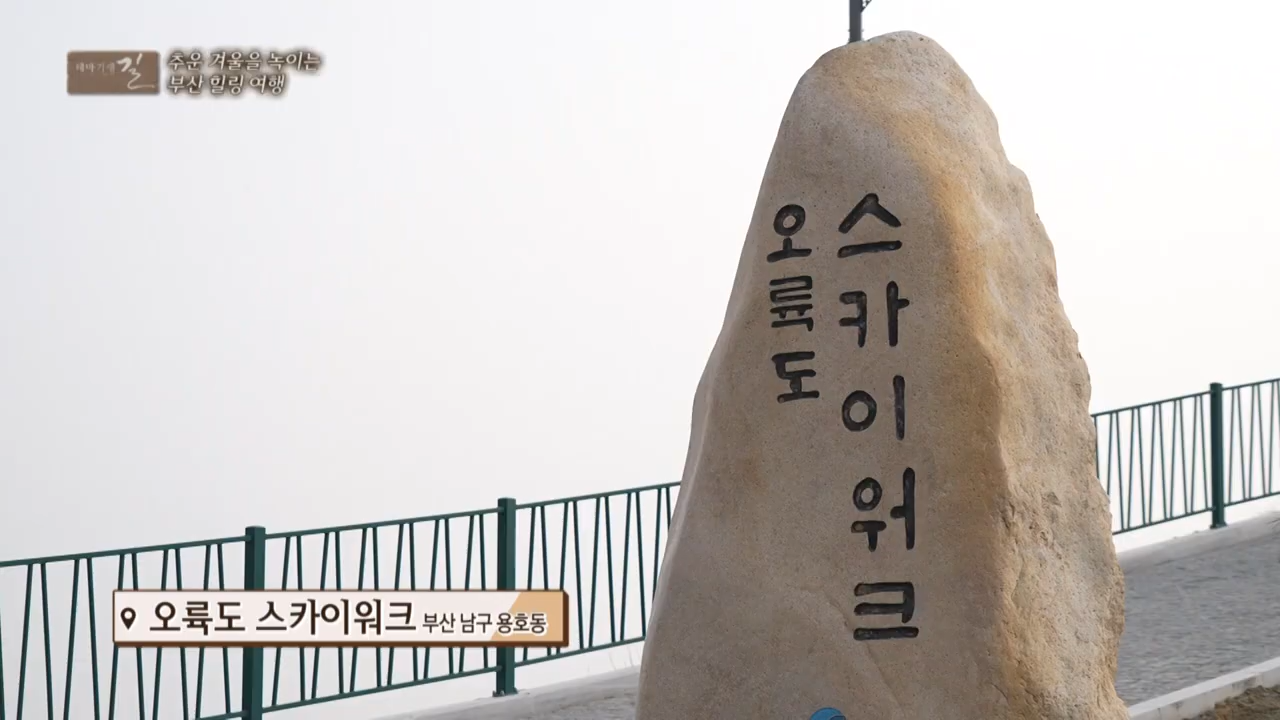 테마기행 길
추운 겨울을 녹이는
부산 힐링 여행
오륙도
스카이워크
오륙도 스카이워크 부산 남구 용호동